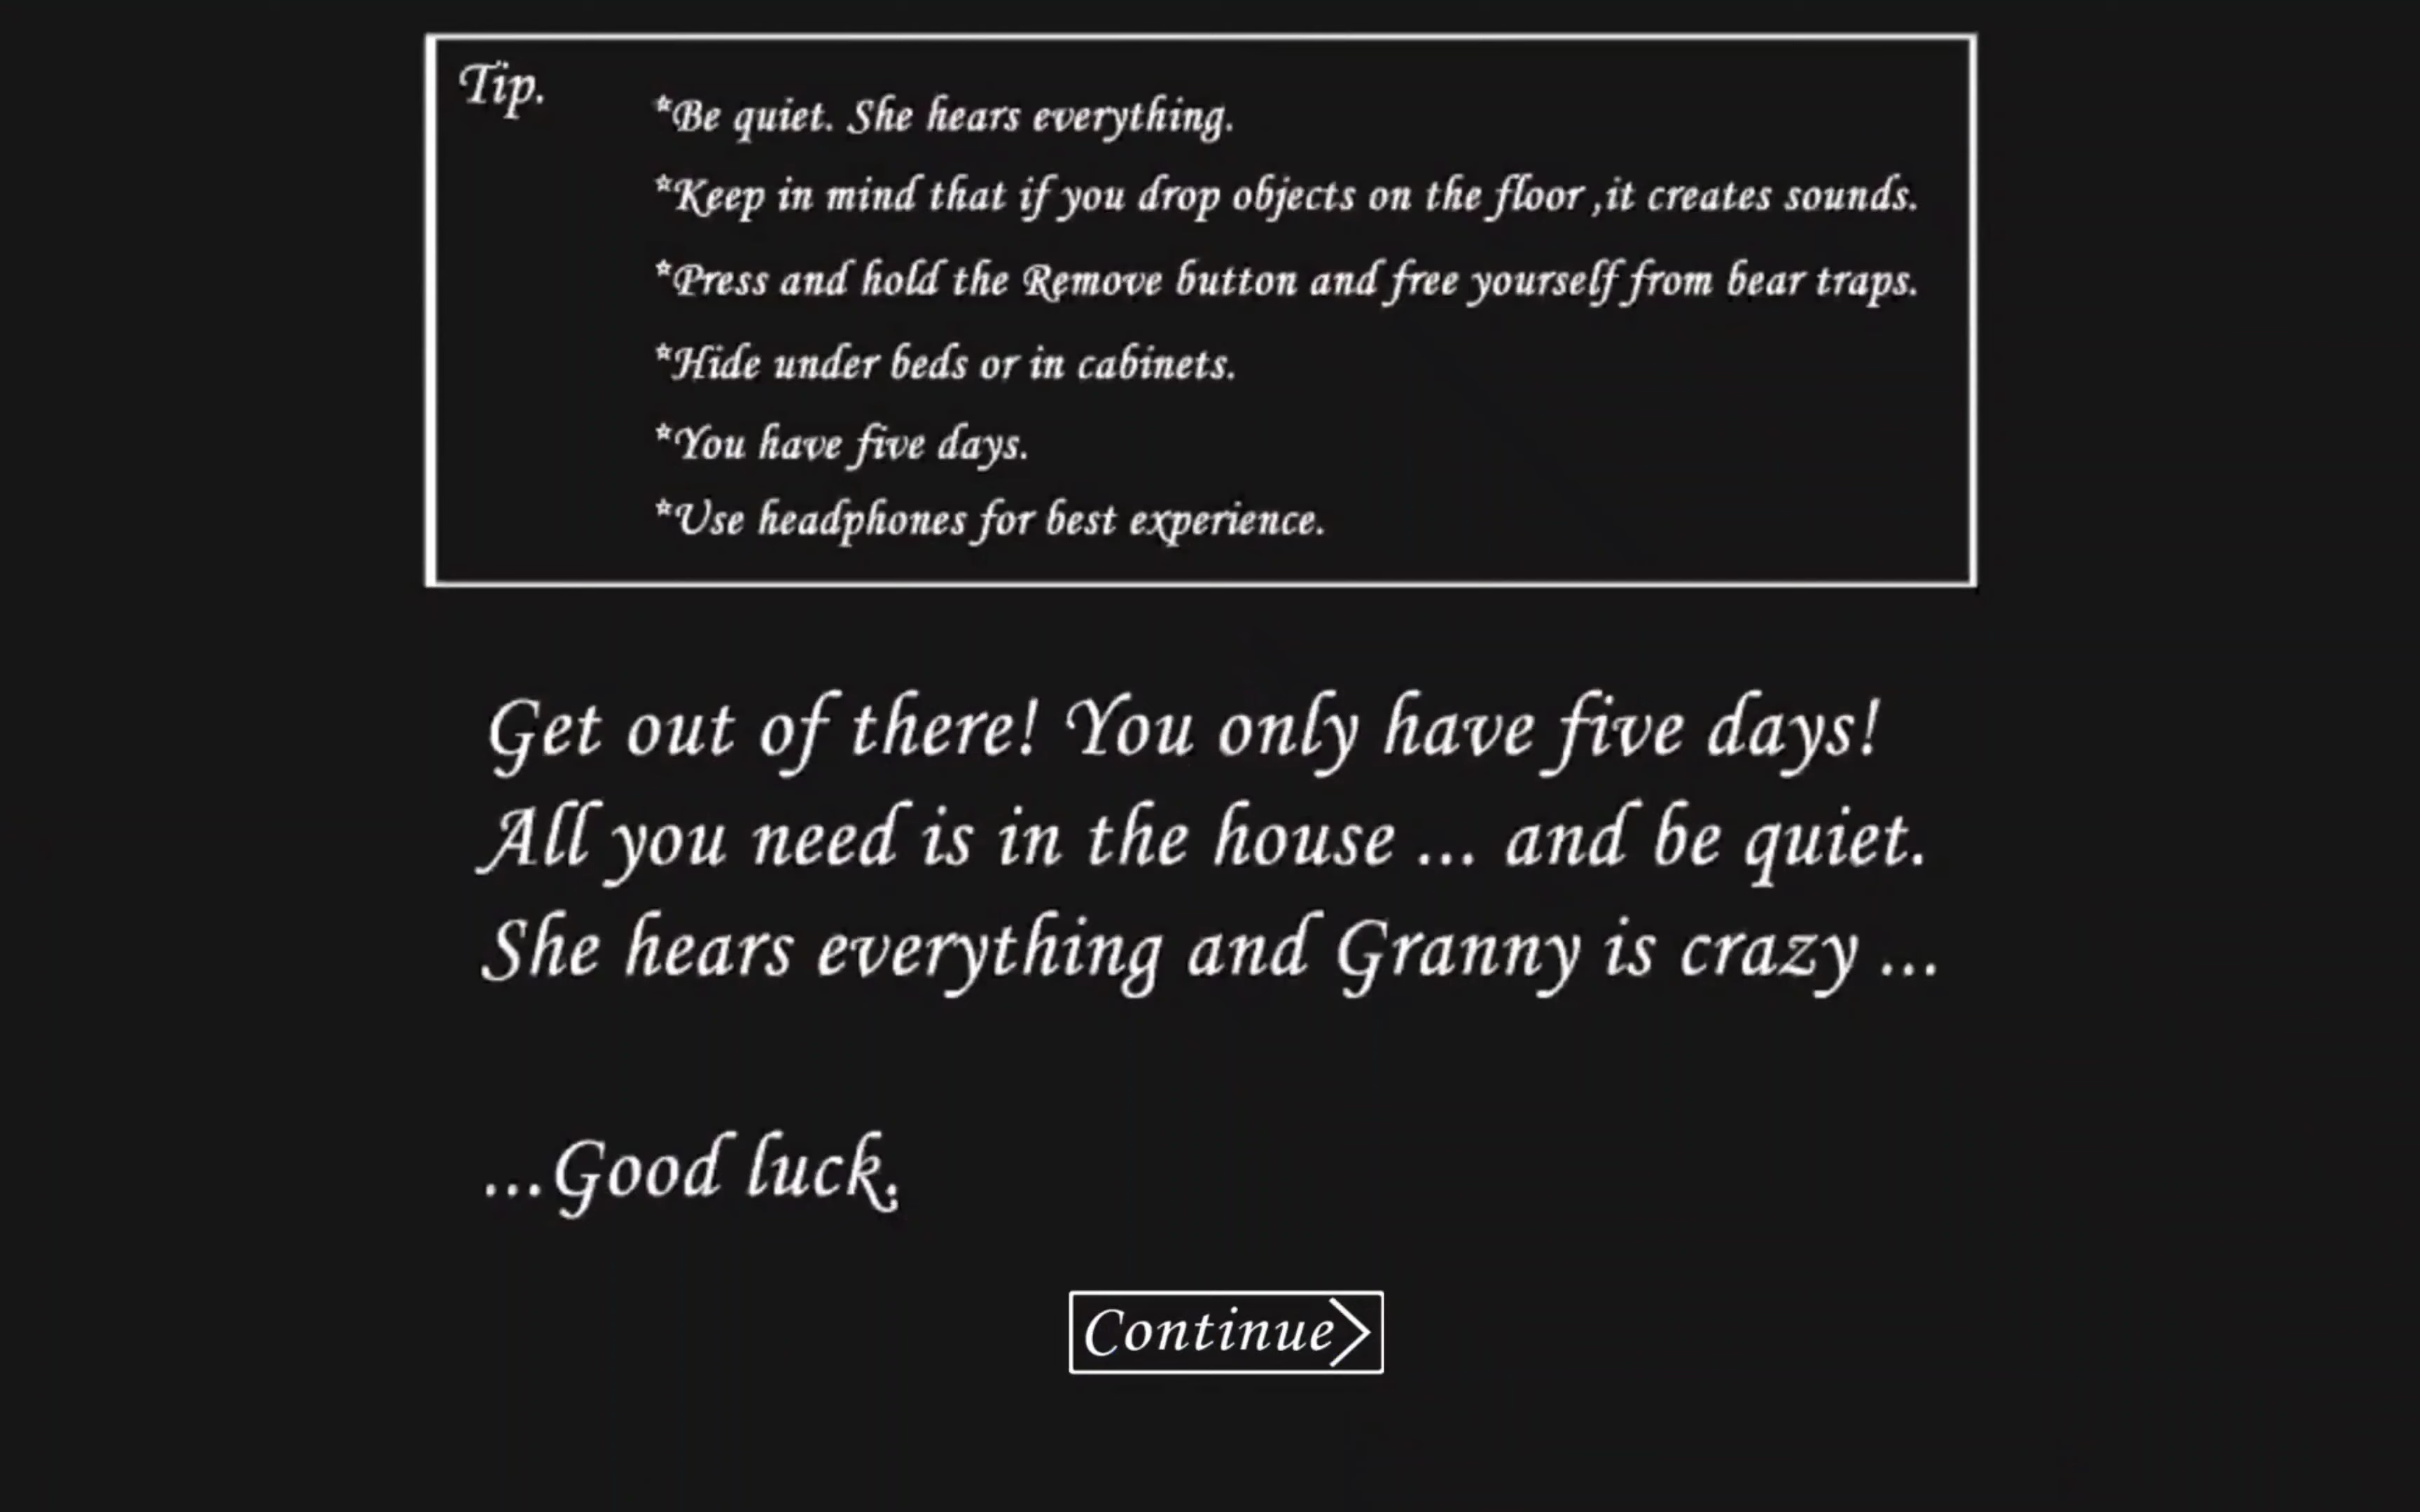 Tip.
*Be quiet. She hears everything.
*Keep in mind that if you drop objects on the floor ,it creates sounds.
*Press and hold the Remove button and free yourself from bear traps.
*Hide under beds or in cabinets.
*You have five days.
*Use headphones for best experience.
Get out of there! You only have five days!
All you need is in the house ... and be quiet.
She hears everything and Granny is crazy ...
...Good luck.
Continue>